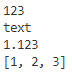 123
text
1.123
[1, 2, 3]